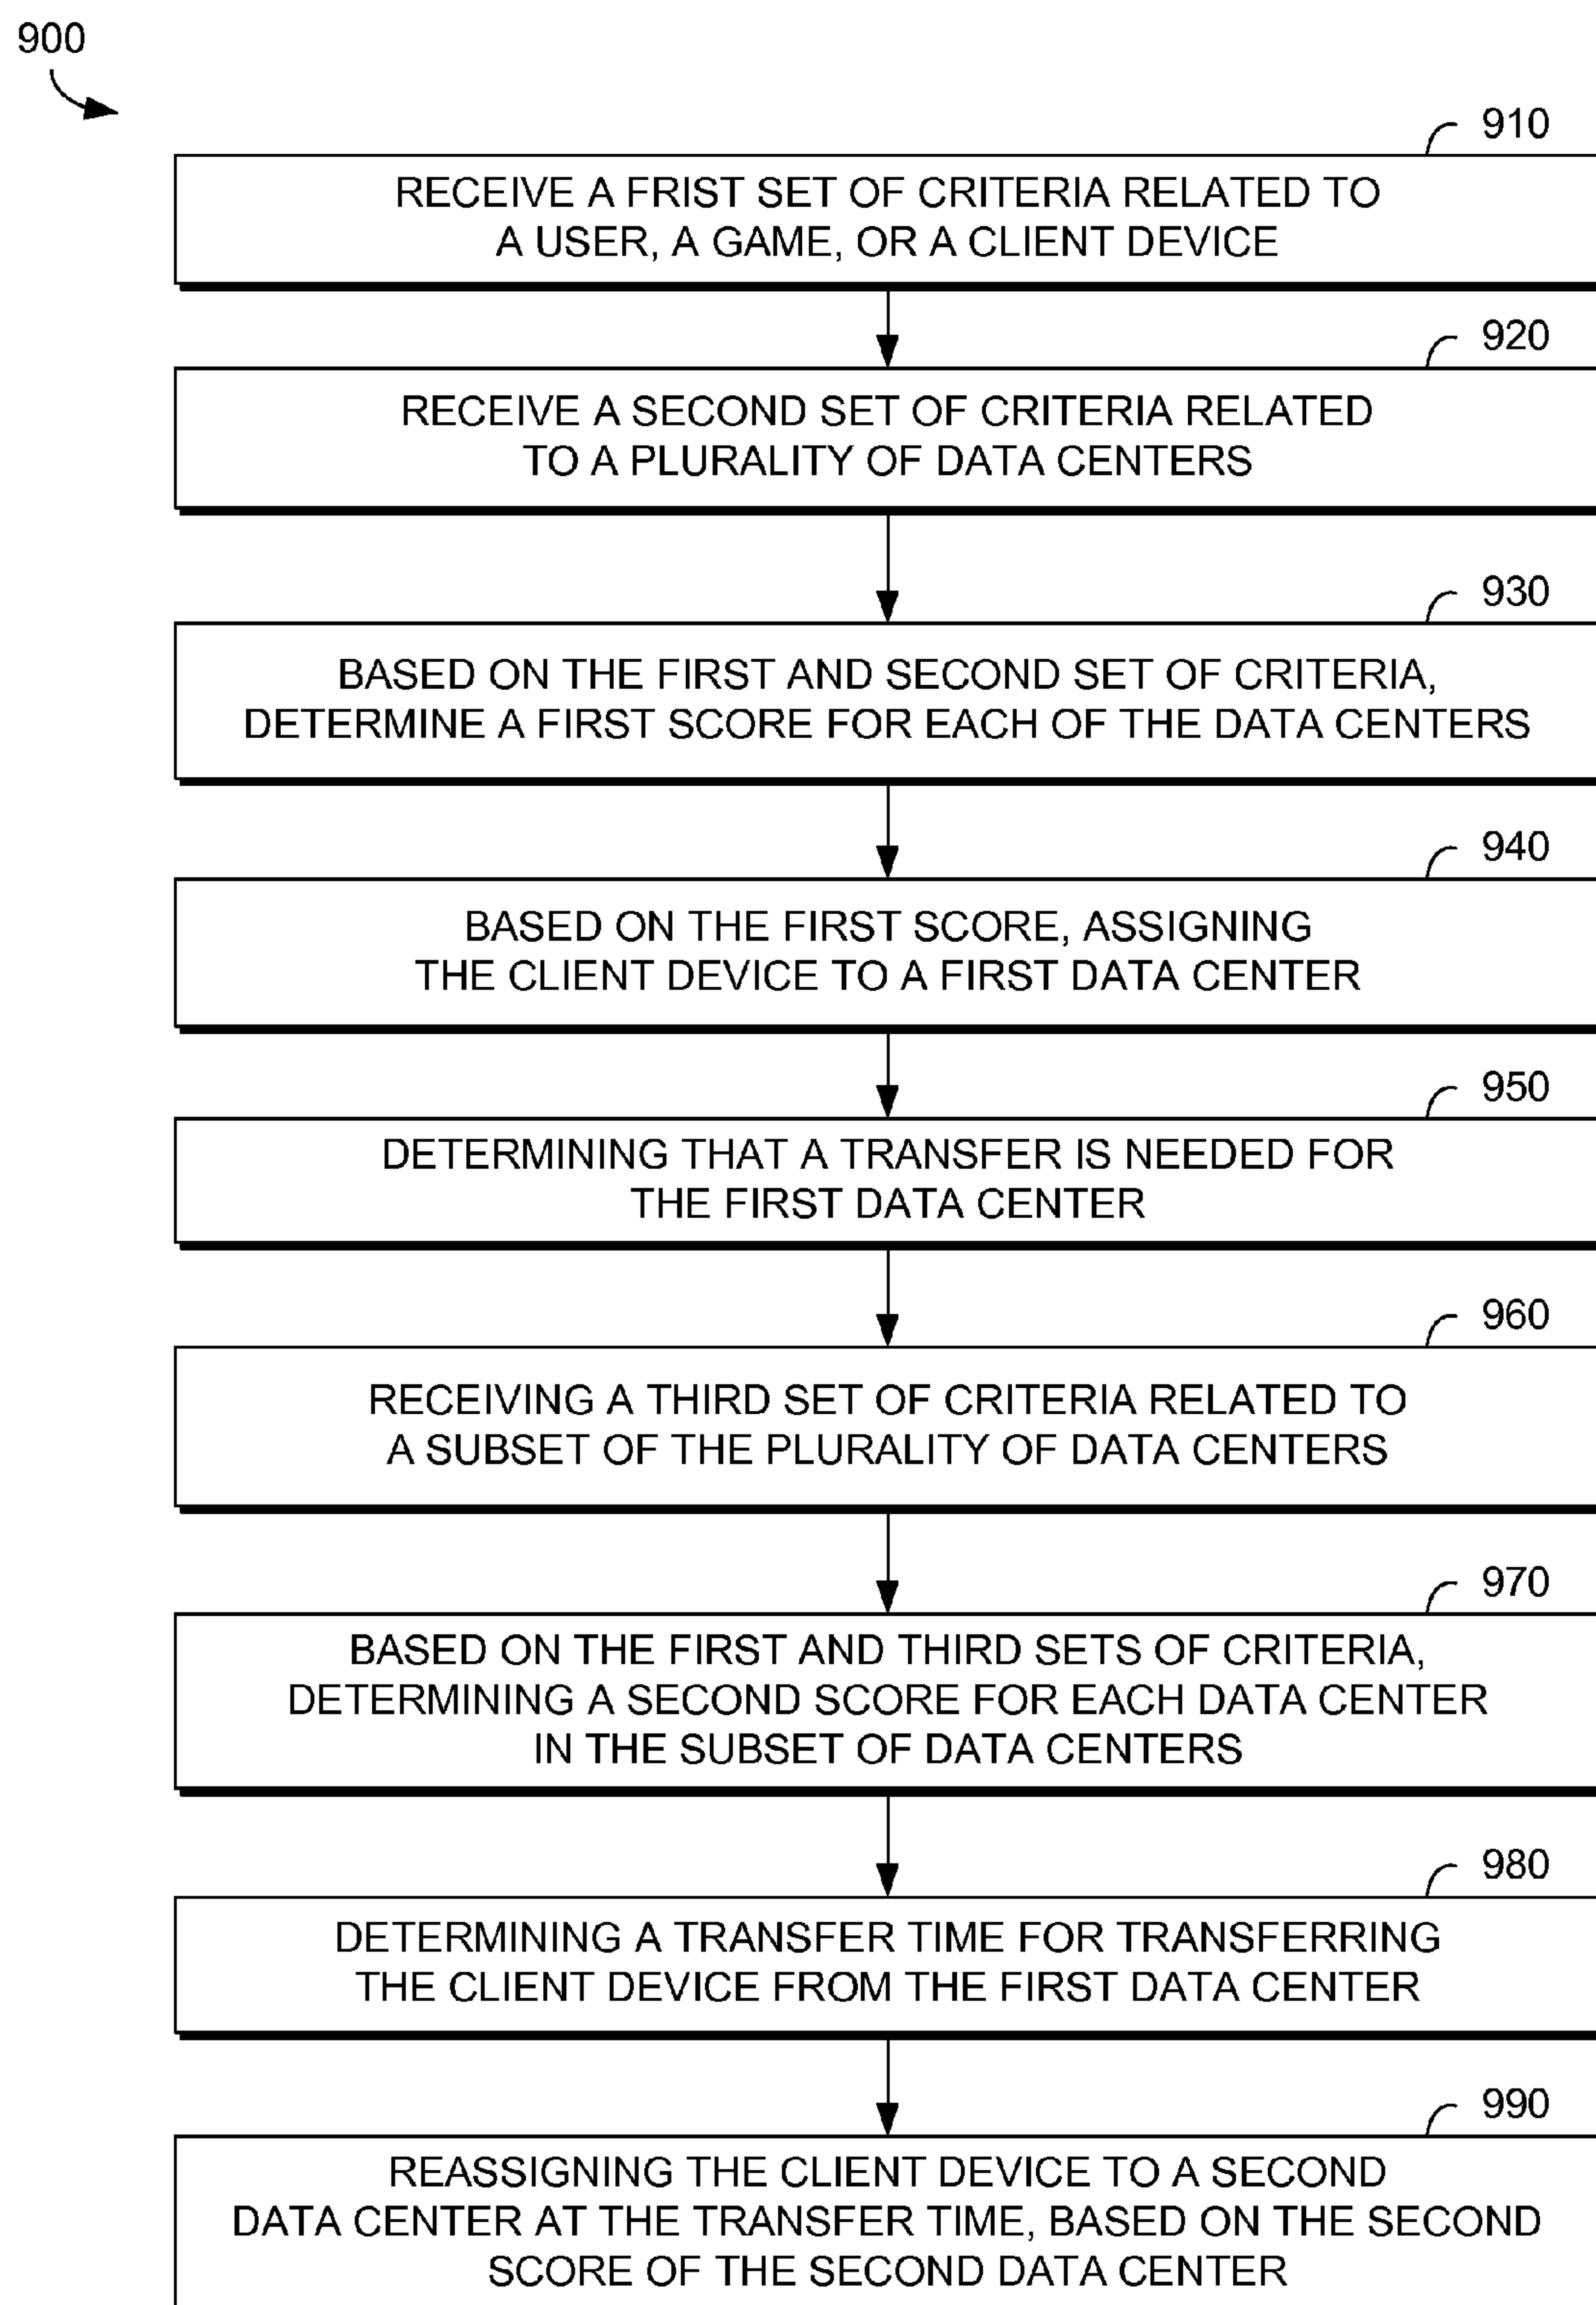 900
910
RECEIVE A FRIST SET OF CRITERIA RELATED TO
A USER, A GAME, OR A CLIENT DEVICE
920
RECEIVE A SECOND SET OF CRITERIA RELATED
TO A PLURALITY OF DATA CENTERS
930
BASED ON THE FIRST AND SECOND SET OF CRITERIA,
DETERMINE A FIRST SCORE FOR EACH OF THE DATA CENTERS
940
BASED ON THE FIRST SCORE, ASSIGNING
THE CLIENT DEVICE TO A FIRST DATA CENTER
950
DETERMINING THAT A TRANSFER IS NEEDED FOR
THE FIRST DATA CENTER
960
RECEIVING A THIRD SET OF CRITERIA RELATED TO
A SUBSET OF THE PLURALITY OF DATA CENTERS
970
BASED ON THE FIRST AND THIRD SETS OF CRITERIA,
DETERMINING A SECOND SCORE FOR EACH DATA CENTER
IN THE SUBSET OF DATA CENTERS
980
DETERMINING A TRANSFER TIME FOR TRANSFERRING
THE CLIENT DEVICE FROM THE FIRST DATA CENTER
990
REASSIGNING THE CLIENT DEVICE TO A SECOND
DATA CENTER AT THE TRANSFER TIME, BASED ON THE SECOND
SCORE OF THE SECOND DATA CENTER